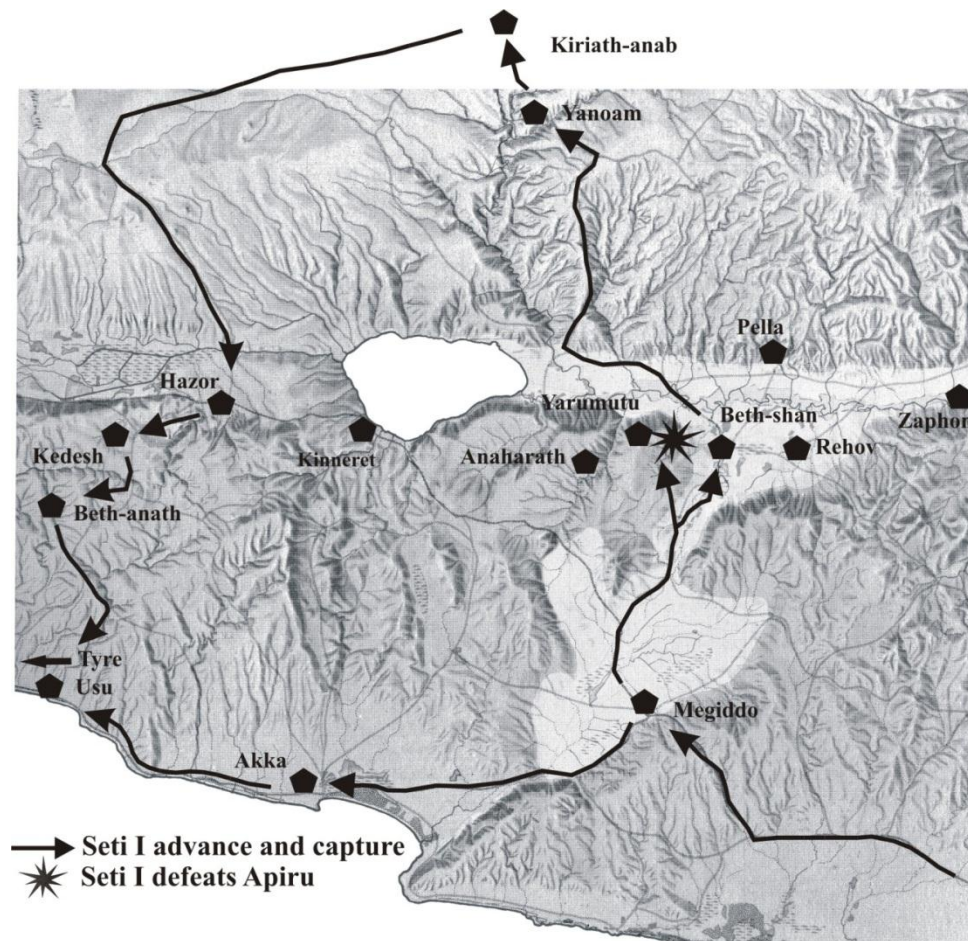 Kiriath-anab
Yanoam
Pella
Hazor
Yarumutu
Beth-shan
Zaphon
Kedesh
Kinneret
Anaharath
Rehov
Beth-anath
Tyre
Usu
Megiddo
Akka
Seti I advance and capture
Seti I defeats Apiru